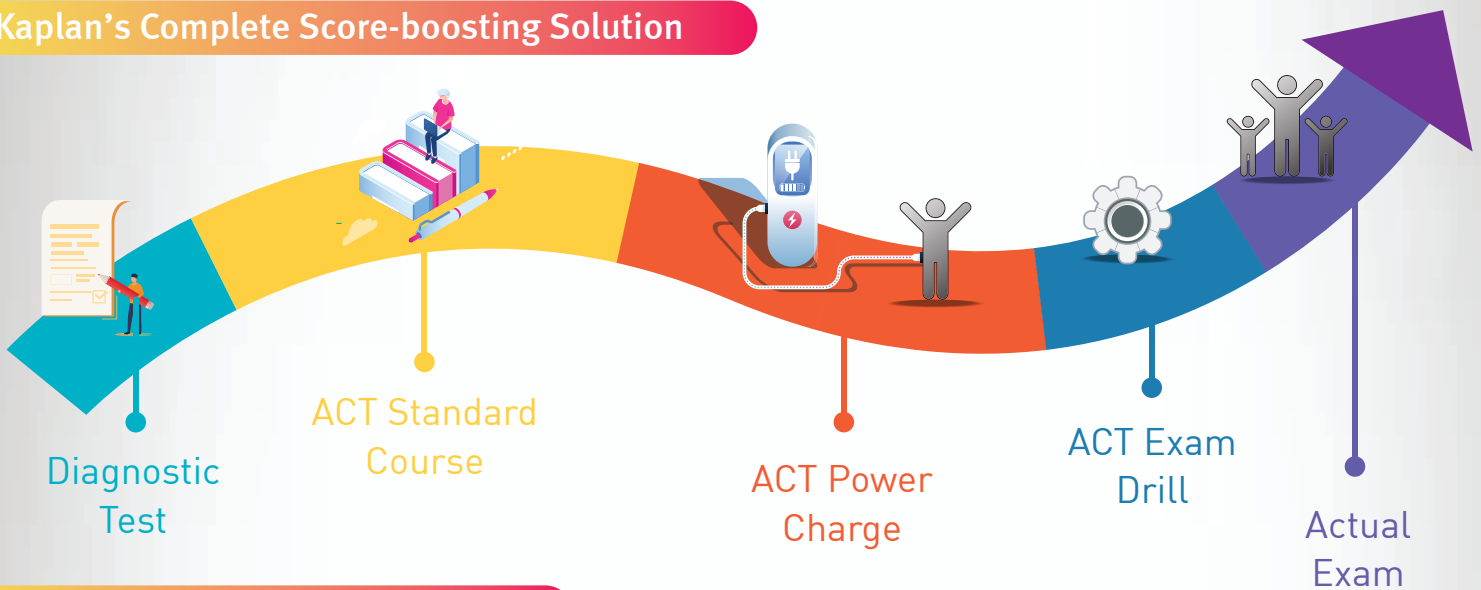 Kaplan's Complete Score-boosting Solution
Diagnostic
Test
ACT Standard
Course
ACT Power
Charge
ACT Exam
Drill
Actual
Exam